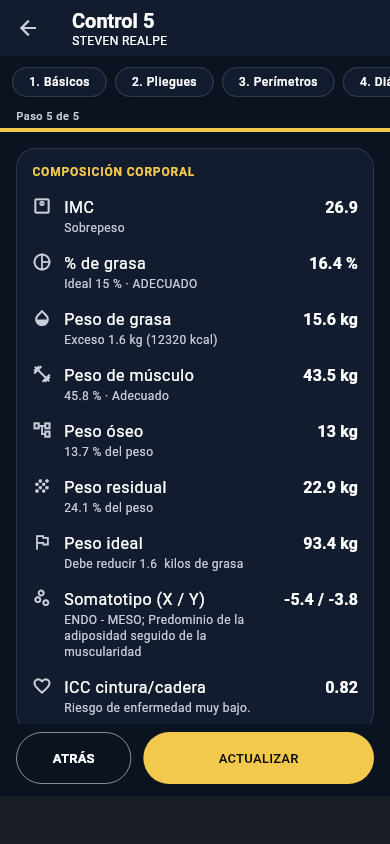 Control 5
STEVEN REALPE
1. Básicos
2. Pliegues
3. Perímetros
4. Diá
Paso 5 de 5
COMPOSICIÓN CORPORAL
IMC 26.9
Sobrepeso
% de grasa 16.4 %
Ideal 15 % · ADECUADO
Peso de grasa 15.6 kg
Exceso 1.6 kg (12320 kcal)
Peso de músculo 43.5 kg
45.8 % · Adecuado
Peso óseo 13 kg
13.7 % del peso
Peso residual 22.9 kg
24.1 % del peso
Peso ideal 93.4 kg
Debe reducir 1.6  kilos de grasa
Somatotipo (X / Y) -5.4 / -3.8
ENDO - MESO; Predominio de la
adiposidad seguido de la
muscularidad
ICC cintura/cadera 0.82
Riesgo de enfermedad muy bajo.
ATRÁS
ACTUALIZAR